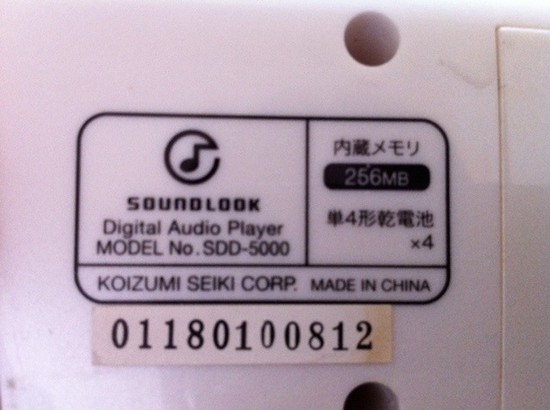 SOUNDLOOK
Digital Audio Player
MODEL No. SDD-5000
内蔵メモリ
256MB
単4形乾電池
×4
KOIZUMI SEIKI CORP. MADE IN CHINA
01180100812